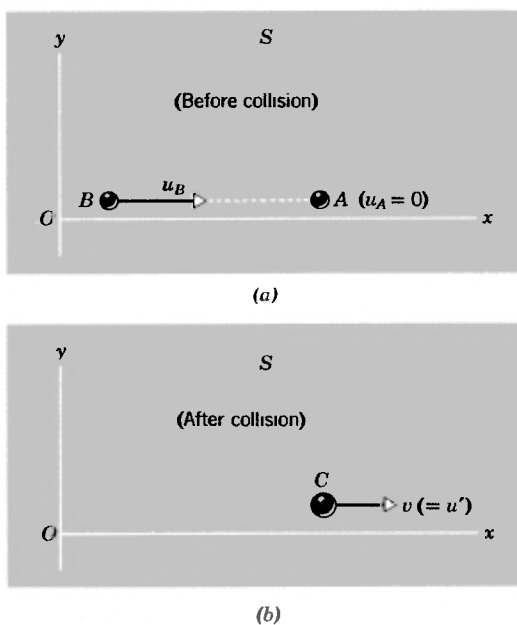 y
S
(Before collision)
u_B
B
A (u_A = 0)
O
x
(a)
y
S
(After collision)
C
v (= u')
O
x
(b)